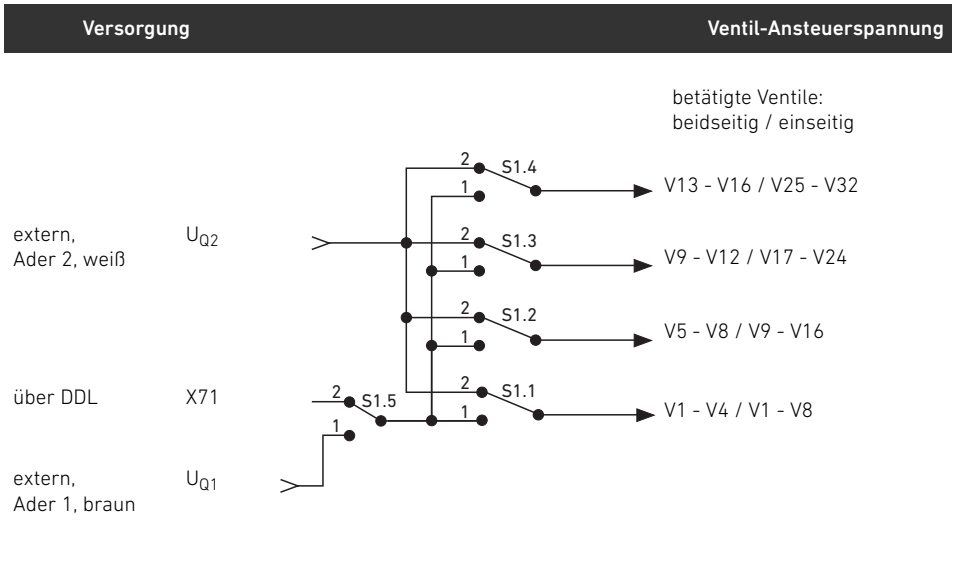 Versorgung
Ventil-Ansteuerspannung
betätigte Ventile:
beidseitig / einseitig
2
S1.4
1
V13 - V16 / V25 - V32
extern,
Ader 2, weiß
UQ2
2
S1.3
1
V9 - V12 / V17 - V24
2
S1.2
1
V5 - V8 / V9 - V16
über DDL
X71
2
S1.5
1
2
S1.1
1
V1 - V4 / V1 - V8
extern,
Ader 1, braun
UQ1